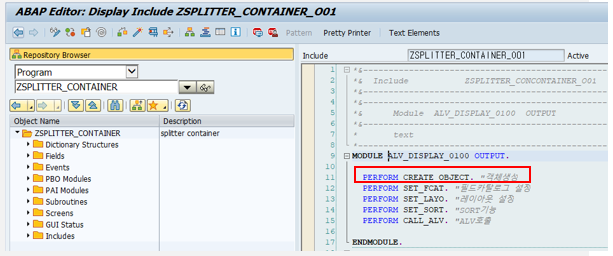 ABAP Editor: Display Include ZSPLITTER_CONTAINER_O01
Pattern
Pretty Printer
Text Elements
Repository Browser
Program
ZSPLITTER_CONTAINER
Object Name
Description
ZSPLITTER_CONTAINER
splitter container
Dictionary Structures
Fields
Events
PBO Modules
PAI Modules
Subroutines
Screens
GUI Status
Includes
Include
ZSPLITTER_CONTAINER_O01
Active
1 *&---------------------------------------------------------------------
2 *& Include ZSPLITTER_CONCONTAINER_O01
3 *&---------------------------------------------------------------------
4 *&---------------------------------------------------------------------
5 *& Module ALV_DISPLAY_0100 OUTPUT
6 *&---------------------------------------------------------------------
7 * text
8 *----------------------------------------------------------------------
9 MODULE ALV_DISPLAY_0100 OUTPUT.
10
11 PERFORM CREATE_OBJECT. "객체생성
12 PERFORM SET_FCAT. "필드카탈로그 설정
13 PERFORM SET_LAYO. "레이아웃 설정
14 PERFORM SET_SORT. "SORT기능
15 PERFORM CALL_ALV. "ALV호출
17 ENDMODULE.